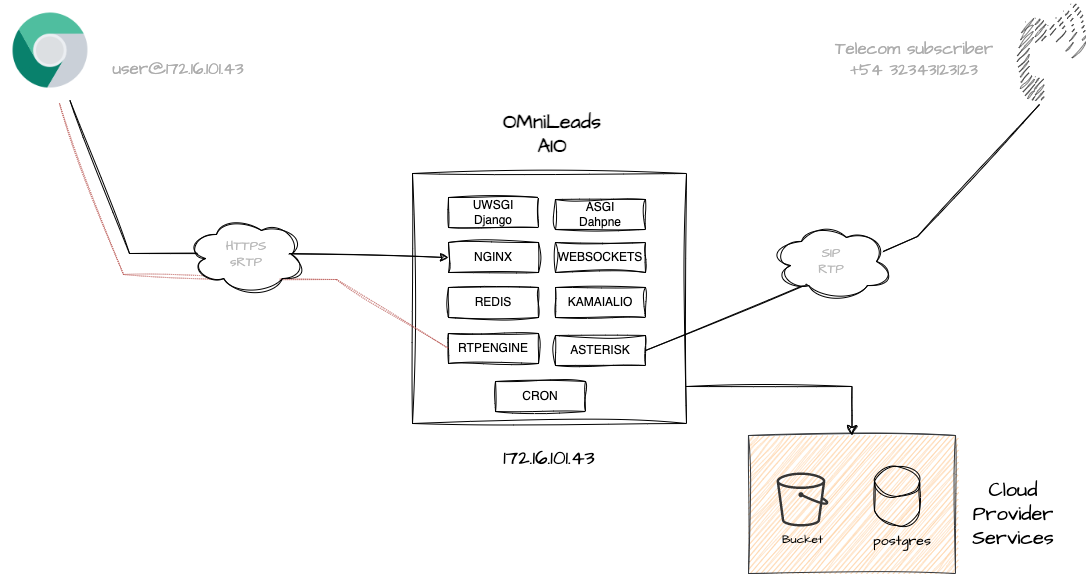 user@172.16.101.43
Telecom subscriber
+54 32343123123
OMniLeads
AIO
UWSGI
Django
ASGI
Dahpne
HTTPS
sRTP
NGINX
WEBSOCKETS
SIP
RTP
REDIS
KAMAIALIO
RTPENGINE
ASTERISK
CRON
172.16.101.43
Cloud
Provider
Services
Bucket
postgres